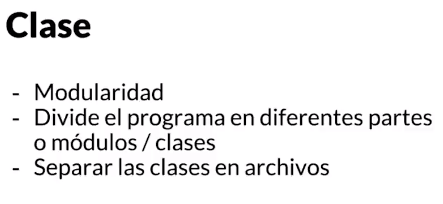 Clase
- Modularidad
- Divide el programa en diferentes partes
o módulos / clases
- Separar las clases en archivos